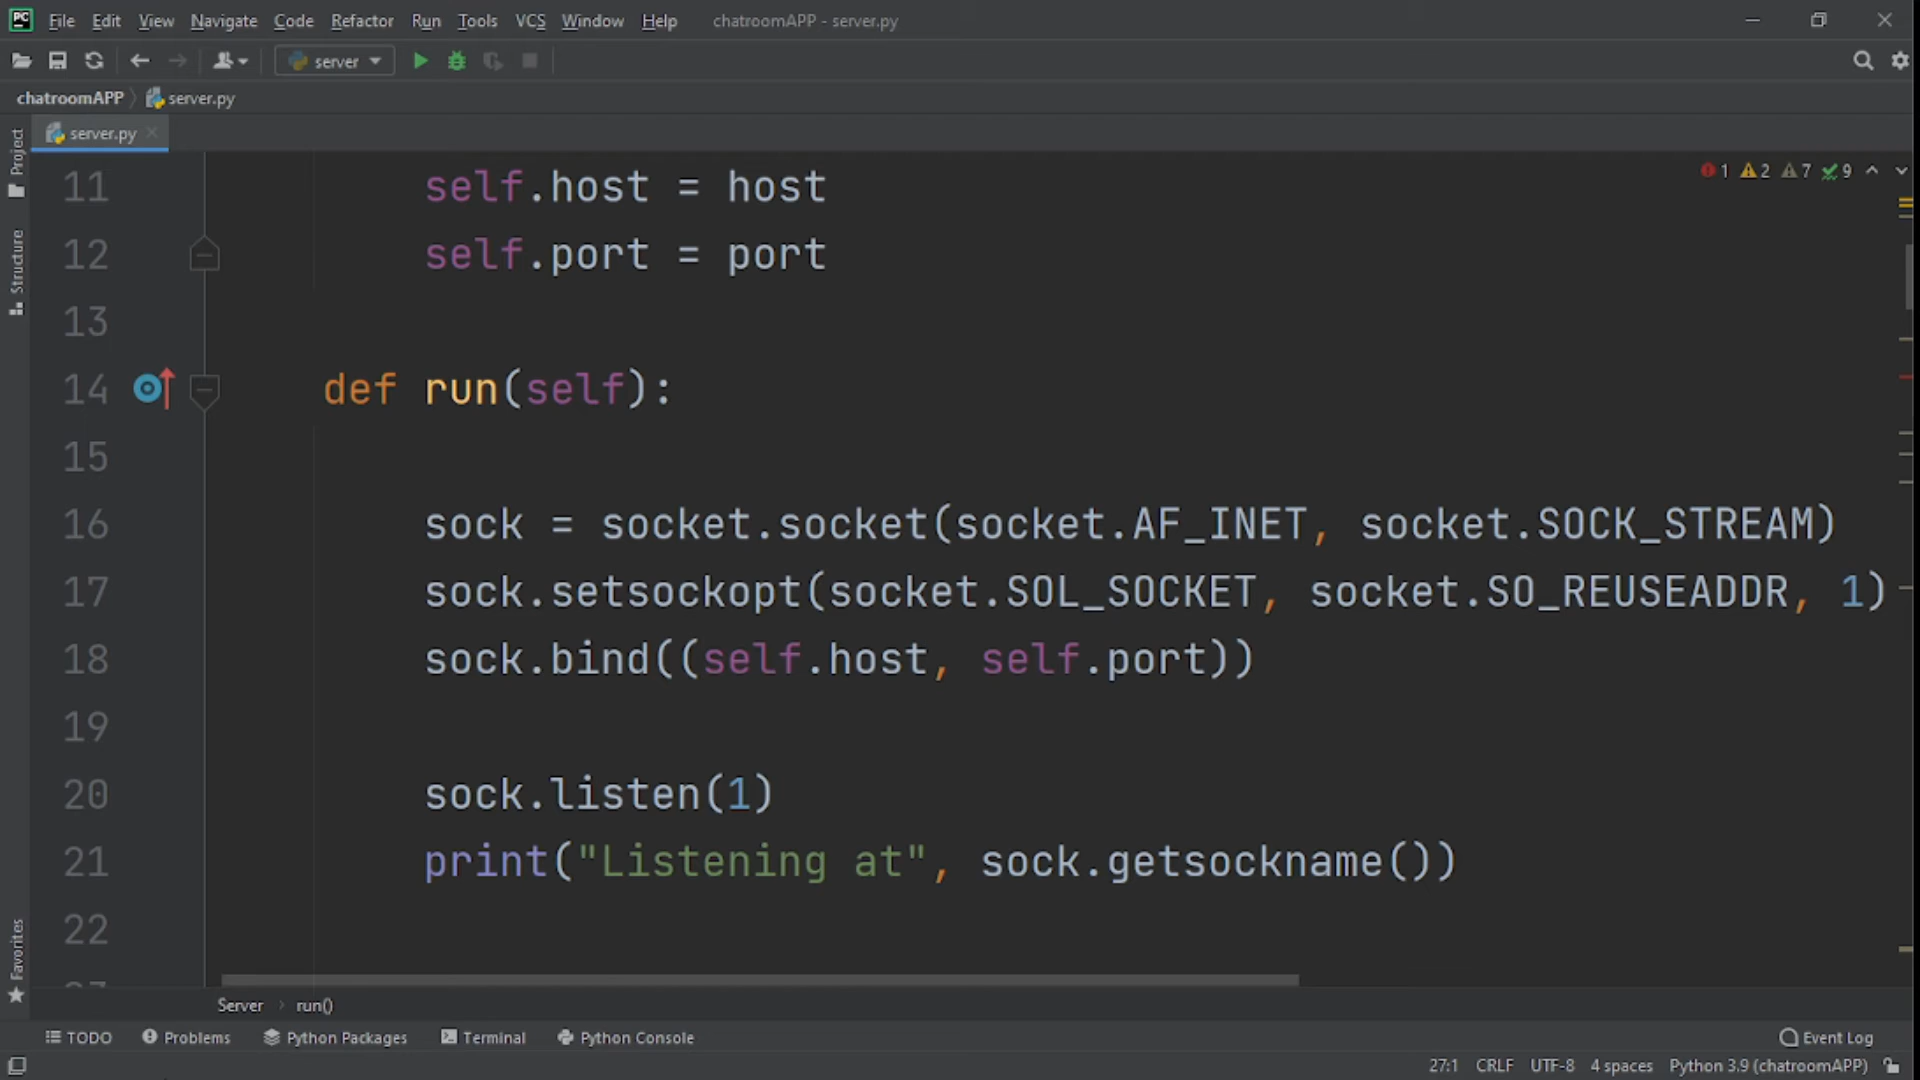 PC File Edit View Navigate Code Refactor Run Tools VCS Window Help chatroomAPP - server.py
server
chatroomAPP server.py
server.py
Project
Structure
Favorites
1 2 7 9
11 self.host = host
12 self.port = port
13
14 def run(self):
15
16 sock = socket.socket(socket.AF_INET, socket.SOCK_STREAM)
17 sock.setsockopt(socket.SOL_SOCKET, socket.SO_REUSEADDR, 1)
18 sock.bind((self.host, self.port))
19
20 sock.listen(1)
21 print("Listening at", sock.getsockname())
22
Server run()
TODO Problems Python Packages Terminal Python Console Event Log
27:1 CRLF UTF-8 4 spaces Python 3.9 (chatroomAPP)